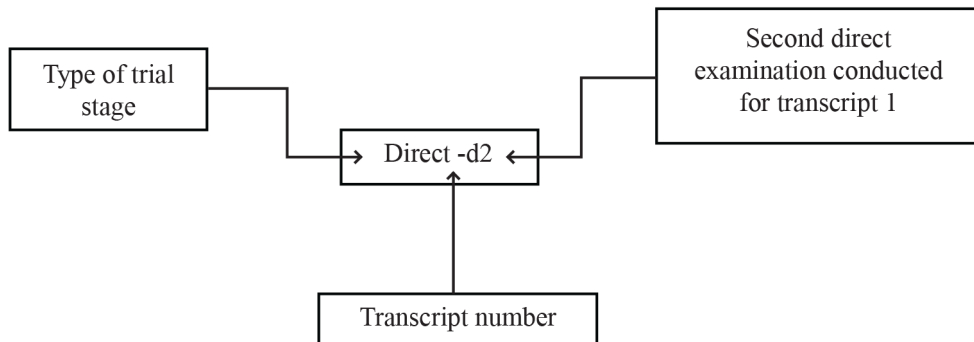 Type of trial
stage
Second direct
examination conducted
for transcript 1
Direct -d2
Transcript number